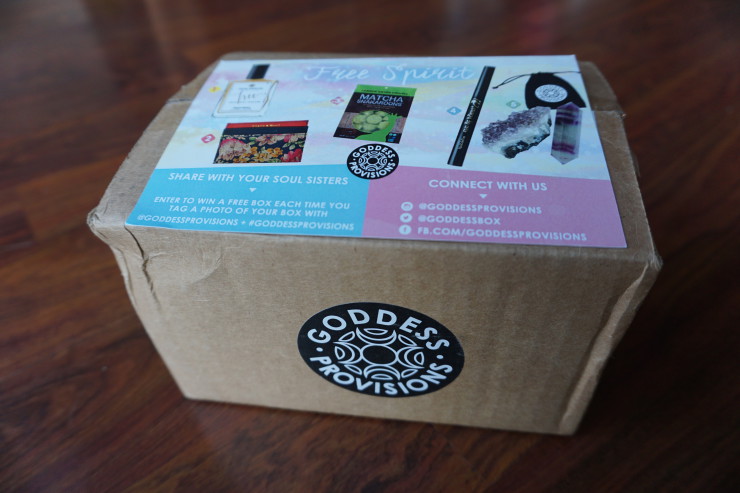 Free Spirit
MATCHA
SNAKAROONS
GODDESS
PROVISIONS
SHARE WITH YOUR SOUL SISTERS
ENTER TO WIN A FREE BOX EACH TIME YOU
TAG A PHOTO OF YOUR BOX WITH
@GODDESSPROVISIONS + #GODDESSPROVISIONS
CONNECT WITH US
@GODDESSPROVISIONS
@GODDESSBOX
FB.COM/GODDESSPROVISIONS
GODDESS
PROVISIONS